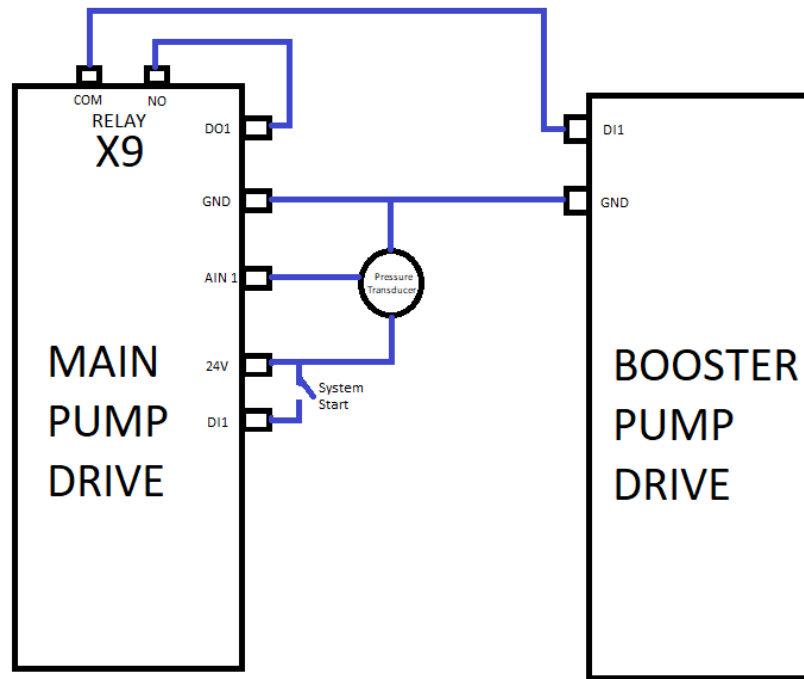 COM
NO
RELAY
X9
DO1
GND
AIN 1
24V
DI1
MAIN
PUMP
DRIVE
Pressure
Transducer
System
Start
DI1
GND
BOOSTER
PUMP
DRIVE